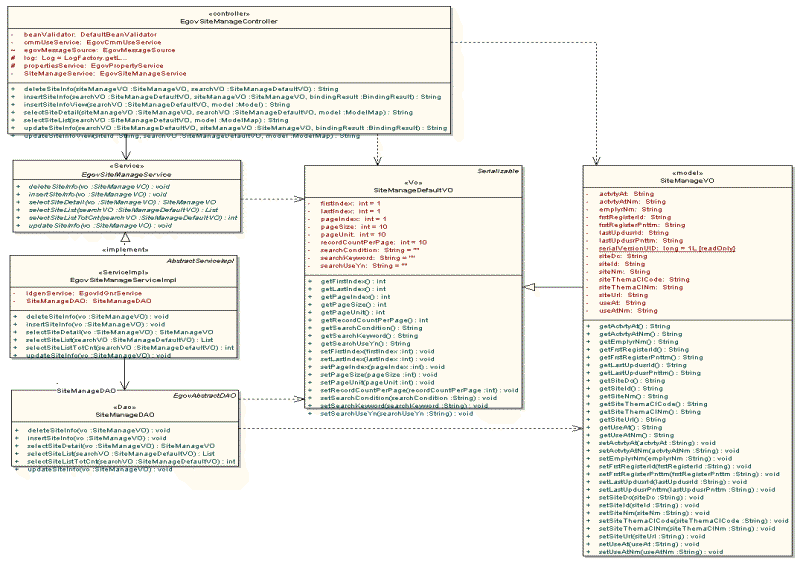 «controller»
EgovSiteManageController
- beanValidator: DefaultBeanValidator
- cmmUseService: EgovCmmUseService
~ egovMessageSource: EgovMessageSource
# log: Log = LogFactory.getL...
# propertiesService: EgovPropertyService
- SiteManageService: EgovSiteManageService
+ deleteSiteInfo(siteManageVO :SiteManageVO, searchVO :SiteManageDefaultVO) : String
+ insertSiteInfo(searchVO :SiteManageDefaultVO, siteManageVO :SiteManageVO, bindingResult :BindingResult) : String
+ insertSiteInfoView(searchVO :SiteManageDefaultVO, model :Model) : String
+ selectSiteDetail(siteManageVO :SiteManageVO, searchVO :SiteManageDefaultVO, model :ModelMap) : String
+ selectSiteList(searchVO :SiteManageDefaultVO, model :ModelMap) : String
+ updateSiteInfo(searchVO :SiteManageDefaultVO, siteManageVO :SiteManageVO, bindingResult :BindingResult) : String
+ updateSiteInfoView(siteId :String, searchVO :SiteManageDefaultVO, model :ModelMap) : String
«Service»
EgovSiteManageService
+ deleteSiteInfo(vo :SiteManageVO) : void
+ insertSiteInfo(vo :SiteManageVO) : void
+ selectSiteDetail(vo :SiteManageVO) : SiteManageVO
+ selectSiteList(searchVO :SiteManageDefaultVO) : List
+ selectSiteListTotCnt(searchVO :SiteManageDefaultVO) : int
+ updateSiteInfo(vo :SiteManageVO) : void
«implement»
AbstractServiceImpl
«ServiceImpl»
EgovSiteManageServiceImpl
- idgenService: EgovIdGnrService
- SiteManageDAO: SiteManageDAO
+ deleteSiteInfo(vo :SiteManageVO) : void
+ insertSiteInfo(vo :SiteManageVO) : void
+ selectSiteDetail(vo :SiteManageVO) : SiteManageVO
+ selectSiteList(searchVO :SiteManageDefaultVO) : List
+ selectSiteListTotCnt(searchVO :SiteManageDefaultVO) : int
+ updateSiteInfo(vo :SiteManageVO) : void
SiteManageDAO
EgovAbstractDAO
«Dao»
SiteManageDAO
+ deleteSiteInfo(vo :SiteManageVO) : void
+ insertSiteInfo(vo :SiteManageVO) : void
+ selectSiteDetail(vo :SiteManageVO) : SiteManageVO
+ selectSiteList(searchVO :SiteManageDefaultVO) : List
+ selectSiteListTotCnt(searchVO :SiteManageDefaultVO) : int
+ updateSiteInfo(vo :SiteManageVO) : void
Serializable
«Vo»
SiteManageDefaultVO
- firstIndex: int = 1
- lastIndex: int = 1
- pageIndex: int = 1
- pageSize: int = 10
- pageUnit: int = 10
- recordCountPerPage: int = 10
- searchCondition: String = ""
- searchKeyword: String = ""
- searchUseYn: String = ""
+ getFirstIndex() : int
+ getLastIndex() : int
+ getPageIndex() : int
+ getPageSize() : int
+ getPageUnit() : int
+ getRecordCountPerPage() : int
+ getSearchCondition() : String
+ getSearchKeyword() : String
+ getSearchUseYn() : String
+ setFirstIndex(firstIndex :int) : void
+ setLastIndex(lastIndex :int) : void
+ setPageIndex(pageIndex :int) : void
+ setPageSize(pageSize :int) : void
+ setPageUnit(pageUnit :int) : void
+ setRecordCountPerPage(recordCountPerPage :int) : void
+ setSearchCondition(searchCondition :String) : void
+ setSearchKeyword(searchKeyword :String) : void
+ setSearchUseYn(searchUseYn :String) : void
«model»
SiteManageVO
- actvtyAt: String
- actvtyAtNm: String
- emplyrNm: String
- frstRegisterId: String
- frstRegisterPnttm: String
- lastUpdusrId: String
- lastUpdusrPnttm: String
- serialVersionUID: long = 1L {readOnly}
- siteDc: String
- siteId: String
- siteNm: String
- siteThemaClCode: String
- siteThemaClNm: String
- siteUrl: String
- useAt: String
- useAtNm: String
+ getActvtyAt() : String
+ getActvtyAtNm() : String
+ getEmplyrNm() : String
+ getFrstRegisterId() : String
+ getFrstRegisterPnttm() : String
+ getLastUpdusrId() : String
+ getLastUpdusrPnttm() : String
+ getSiteDc() : String
+ getSiteId() : String
+ getSiteNm() : String
+ getSiteThemaClCode() : String
+ getSiteThemaClNm() : String
+ getSiteUrl() : String
+ getUseAt() : String
+ getUseAtNm() : String
+ setActvtyAt(actvtyAt :String) : void
+ setActvtyAtNm(actvtyAtNm :String) : void
+ setEmplyrNm(emplyrNm :String) : void
+ setFrstRegisterId(frstRegisterId :String) : void
+ setFrstRegisterPnttm(frstRegisterPnttm :String) : void
+ setLastUpdusrId(lastUpdusrId :String) : void
+ setLastUpdusrPnttm(lastUpdusrPnttm :String) : void
+ setSiteDc(siteDc :String) : void
+ setSiteId(siteId :String) : void
+ setSiteNm(siteNm :String) : void
+ setSiteThemaClCode(siteThemaClCode :String) : void
+ setSiteThemaClNm(siteThemaClNm :String) : void
+ setSiteUrl(siteUrl :String) : void
+ setUseAt(useAt :String) : void
+ setUseAtNm(useAtNm :String) : void